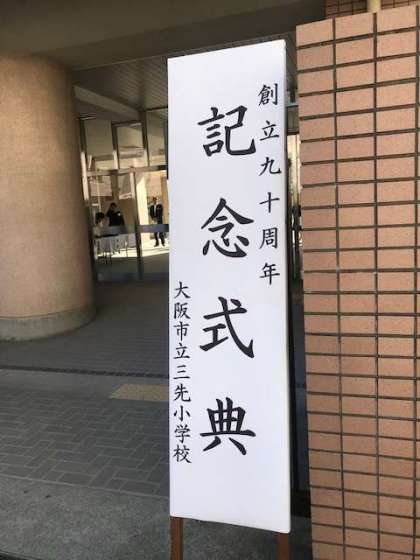 創立九十周年
記念式典
大阪市立三先小学校